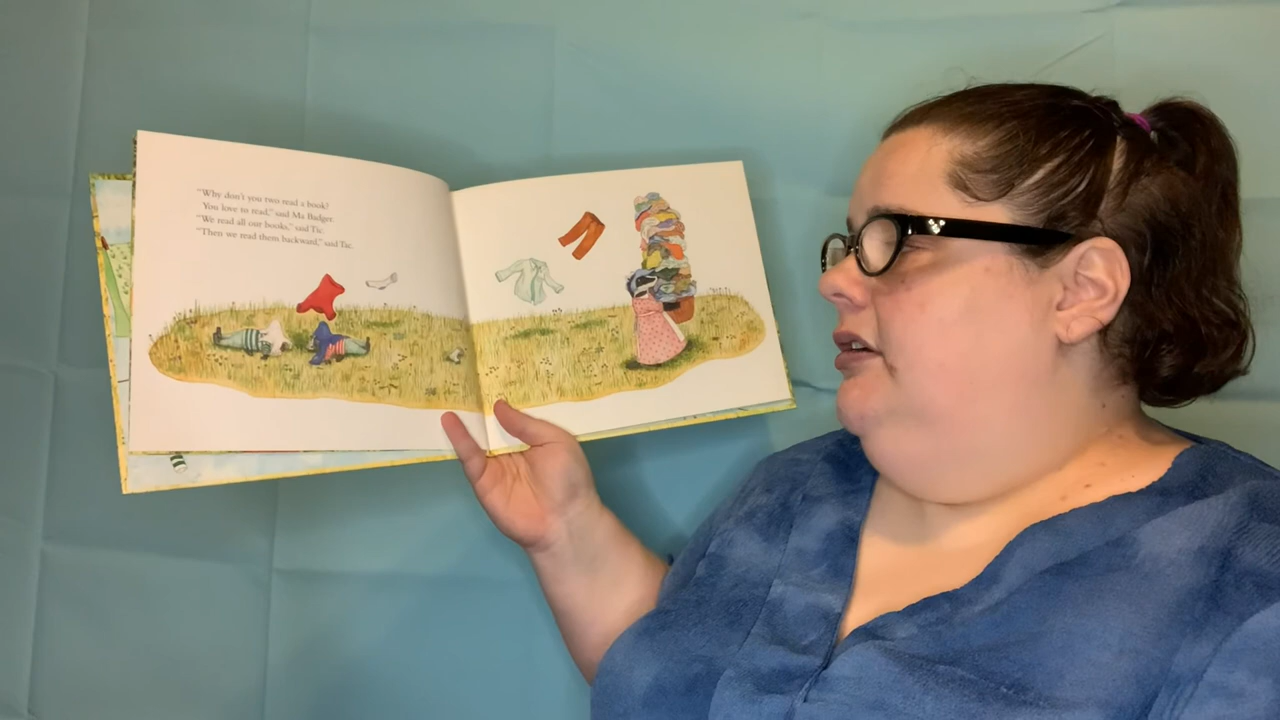 "Why don't you two read a book?
You love to read," said Ma Badger.
"We read all our books," said Tic.
"Then we read them backward," said Tac.